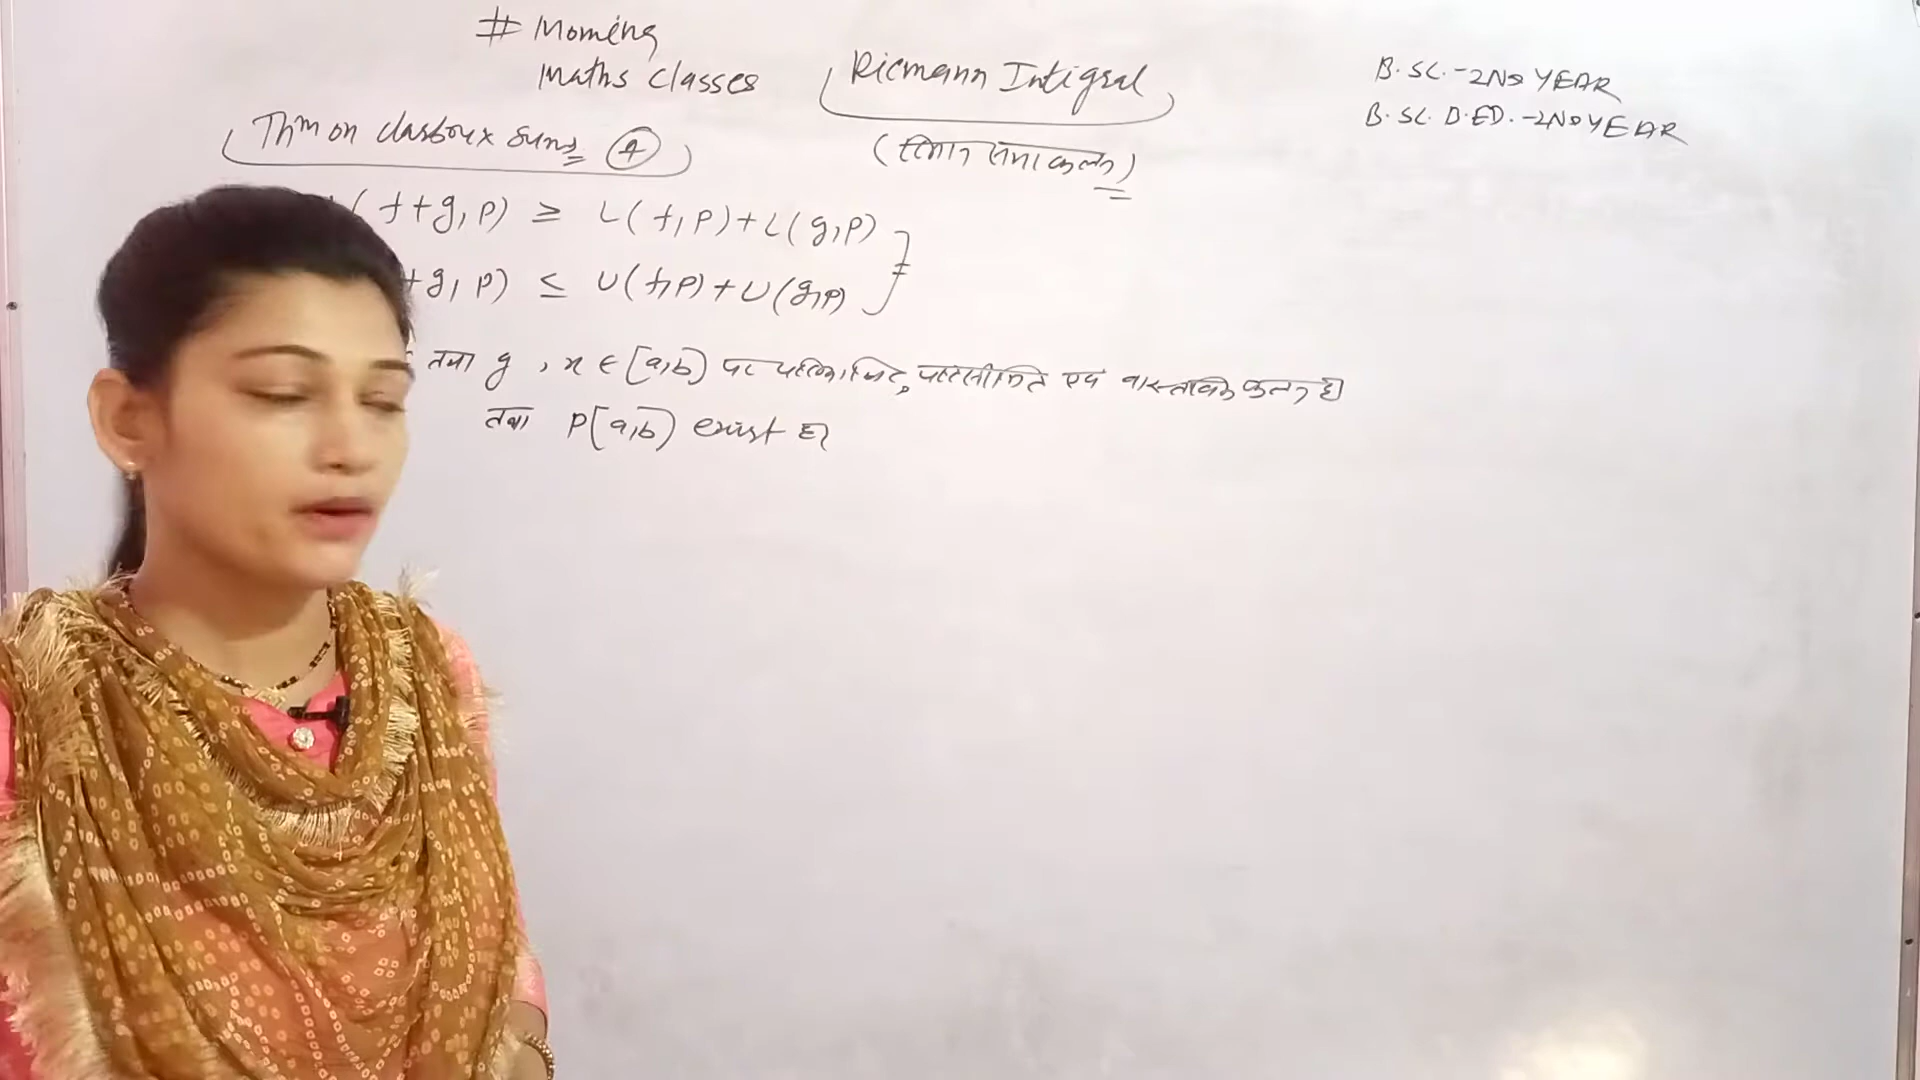 # Morning
Maths Classes
Riemann Intigral
(रीमान समाकलन)
B.SC.-2ND YEAR
B.SC. B.ED.-2ND YEAR
Thm on darboux sums 4
(f+g,P) ≥ L(f,P)+L(g,P)
+g,P) ≤ U(f,P)+U(g,P)
तथा g, x ∈ [a,b] पर परिभाषित, परिसीमित एवं वास्तविक फलन है
तथा P[a,b] exist है